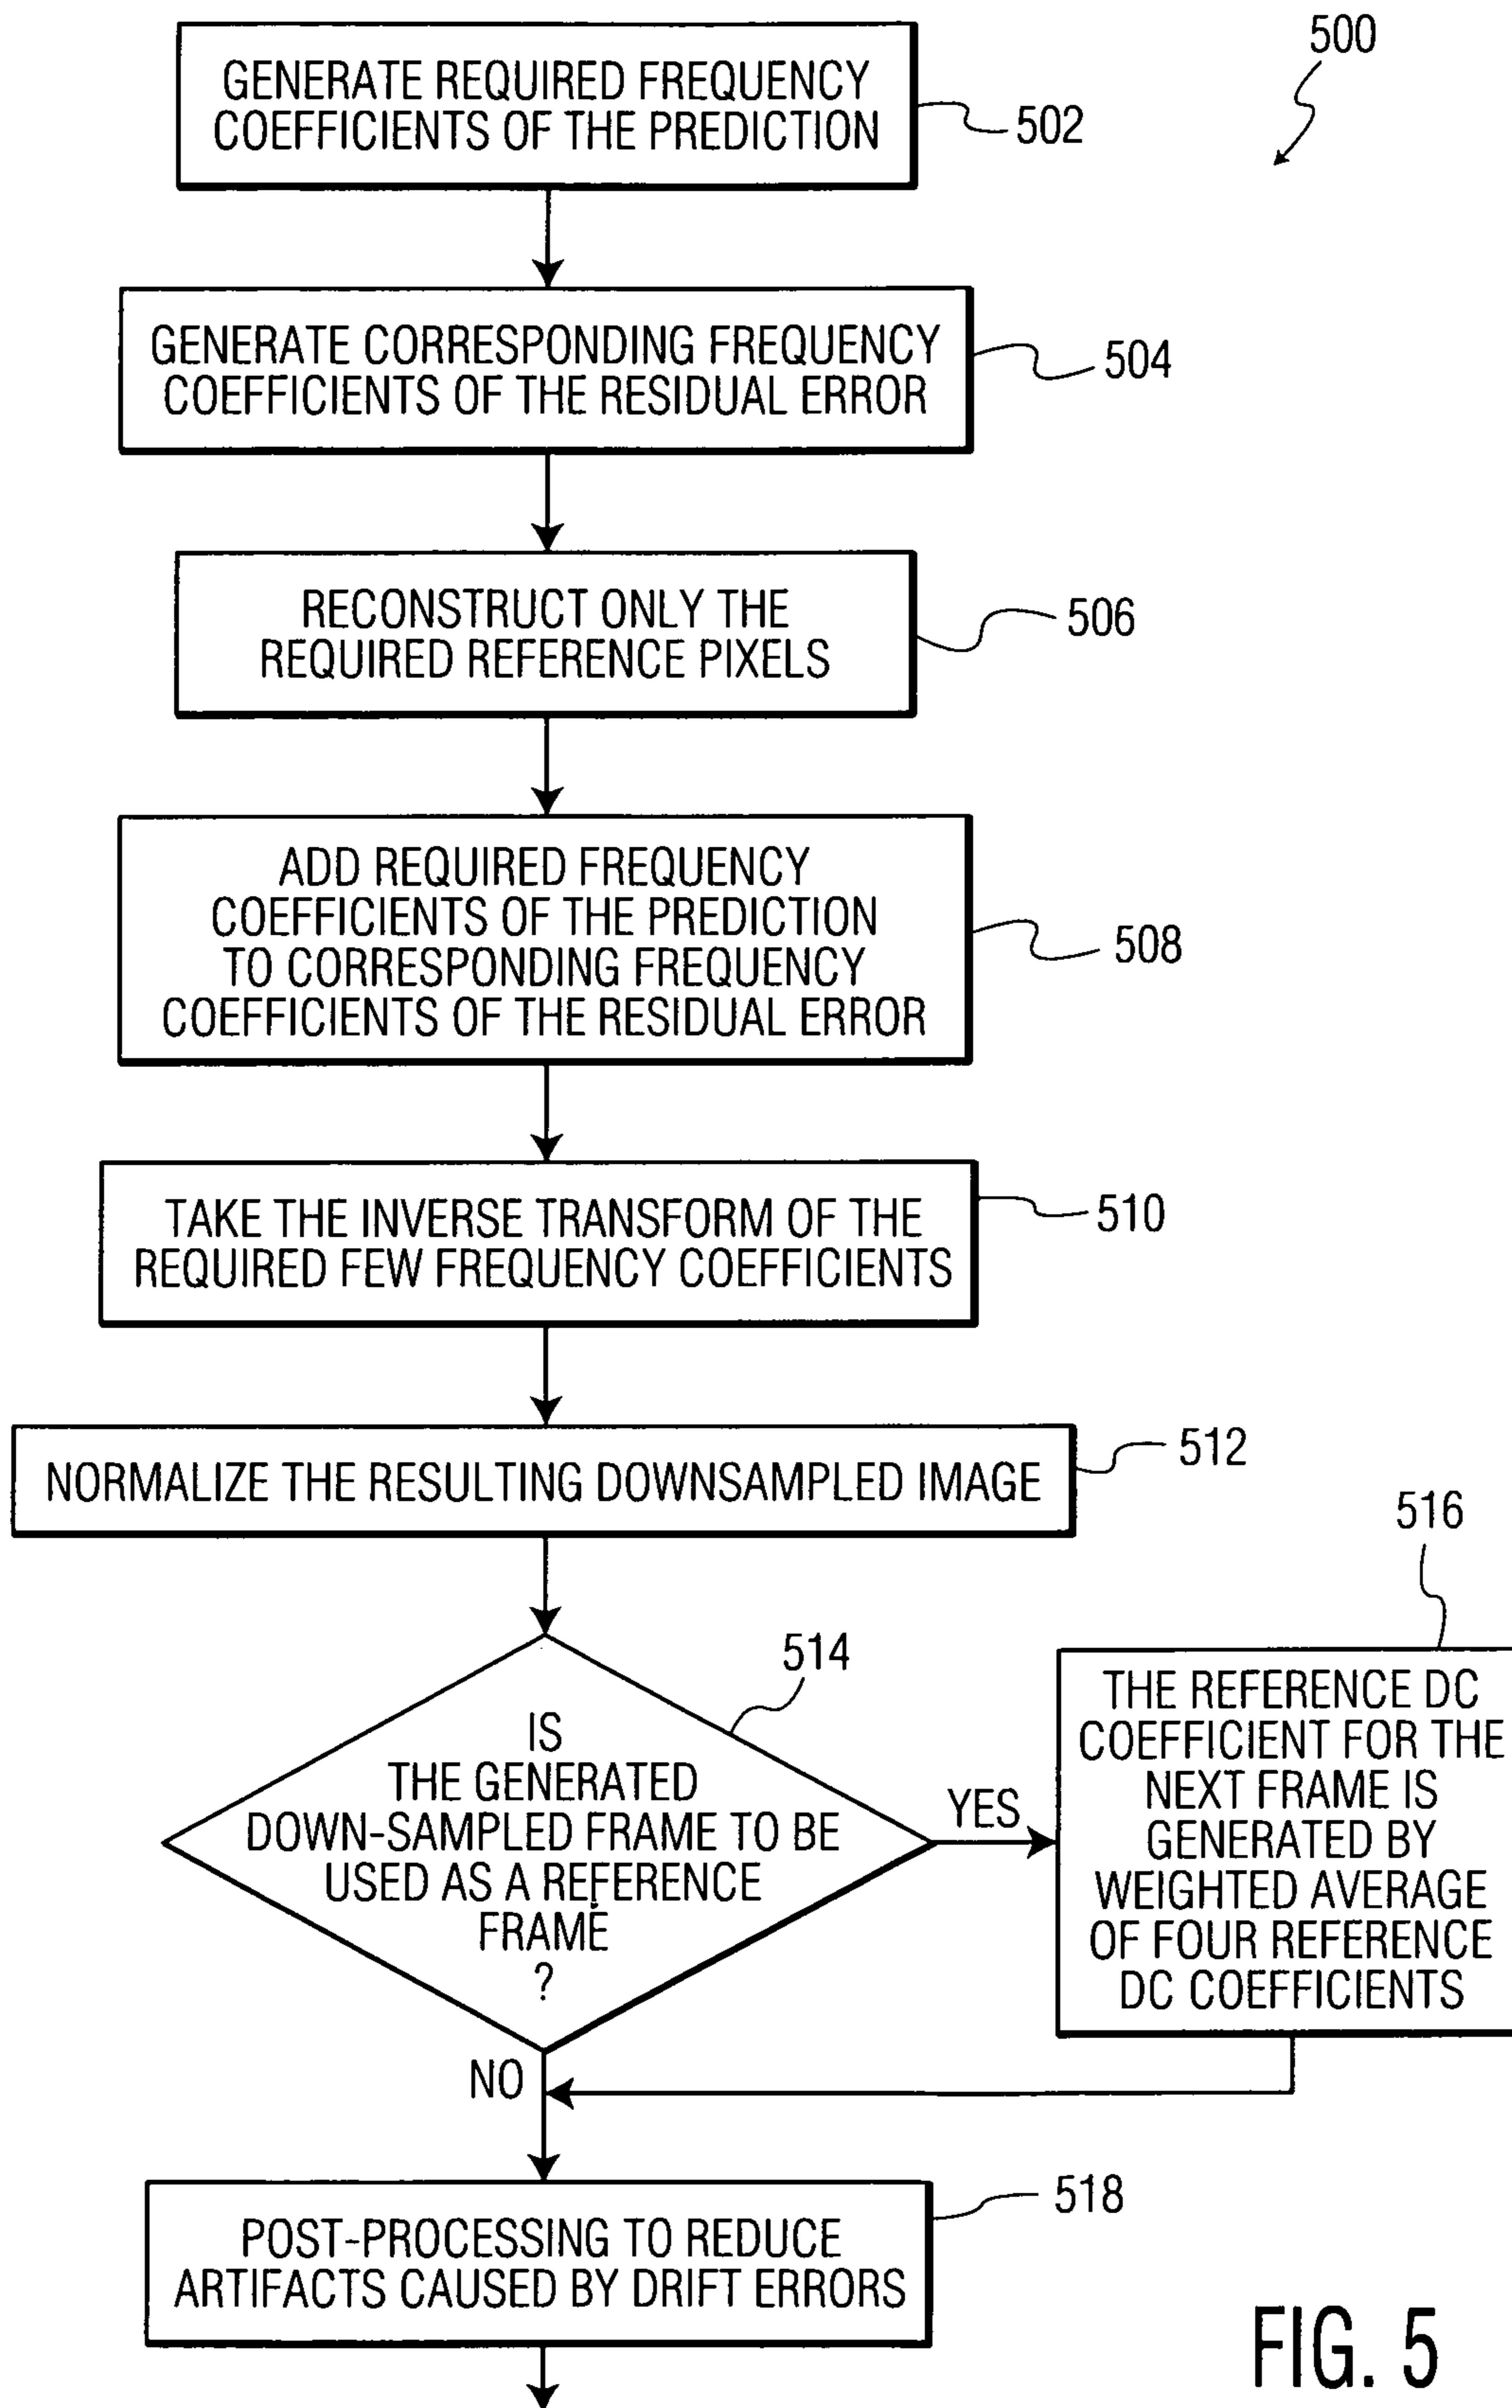 500
GENERATE REQUIRED FREQUENCY
COEFFICIENTS OF THE PREDICTION
502
GENERATE CORRESPONDING FREQUENCY
COEFFICIENTS OF THE RESIDUAL ERROR
504
RECONSTRUCT ONLY THE
REQUIRED REFERENCE PIXELS
506
ADD REQUIRED FREQUENCY
COEFFICIENTS OF THE PREDICTION
TO CORRESPONDING FREQUENCY
COEFFICIENTS OF THE RESIDUAL ERROR
508
TAKE THE INVERSE TRANSFORM OF THE
REQUIRED FEW FREQUENCY COEFFICIENTS
510
NORMALIZE THE RESULTING DOWNSAMPLED IMAGE
512
514
IS
THE GENERATED
DOWN-SAMPLED FRAME TO BE
USED AS A REFERENCE
FRAME
?
YES
516
THE REFERENCE DC
COEFFICIENT FOR THE
NEXT FRAME IS
GENERATED BY
WEIGHTED AVERAGE
OF FOUR REFERENCE
DC COEFFICIENTS
NO
POST-PROCESSING TO REDUCE
ARTIFACTS CAUSED BY DRIFT ERRORS
518
FIG. 5